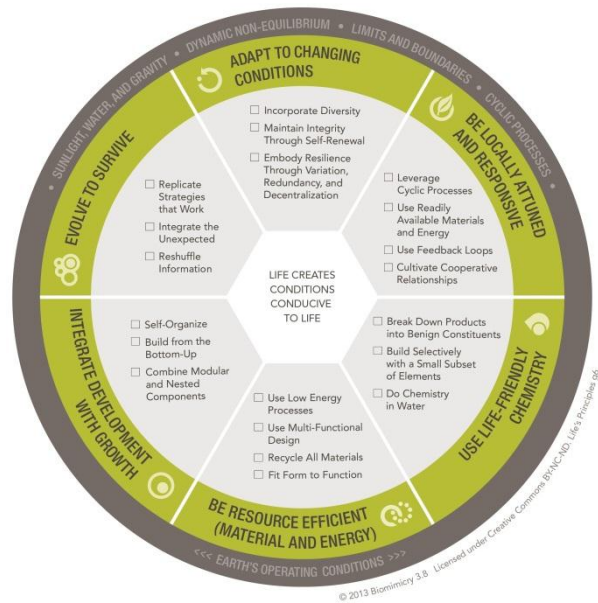 SUNLIGHT, WATER, AND GRAVITY • DYNAMIC NON-EQUILIBRIUM • LIMITS AND BOUNDARIES • CYCLIC PROCESSES •
ADAPT TO CHANGING
CONDITIONS
Incorporate Diversity
Maintain Integrity
Through Self-Renewal
Embody Resilience
Through Variation,
Redundancy, and
Decentralization
BE LOCALLY ATTUNED
AND RESPONSIVE
Leverage
Cyclic Processes
Use Readily
Available Materials
and Energy
Use Feedback Loops
Cultivate Cooperative
Relationships
USE LIFE-FRIENDLY
CHEMISTRY
Break Down Products
into Benign Constituents
Build Selectively
with a Small Subset
of Elements
Do Chemistry
in Water
BE RESOURCE EFFICIENT
(MATERIAL AND ENERGY)
Use Low Energy
Processes
Use Multi-Functional
Design
Recycle All Materials
Fit Form to Function
INTEGRATE DEVELOPMENT
WITH GROWTH
Self-Organize
Build from the
Bottom-Up
Combine Modular
and Nested
Components
EVOLVE TO SURVIVE
Replicate
Strategies
that Work
Integrate the
Unexpected
Reshuffle
Information
LIFE CREATES
CONDITIONS
CONDUCIVE
TO LIFE
<<< EARTH'S OPERATING CONDITIONS >>>
© 2013 Biomimicry 3.8 Licensed under Creative Commons BY-NC-ND. Life's Principles